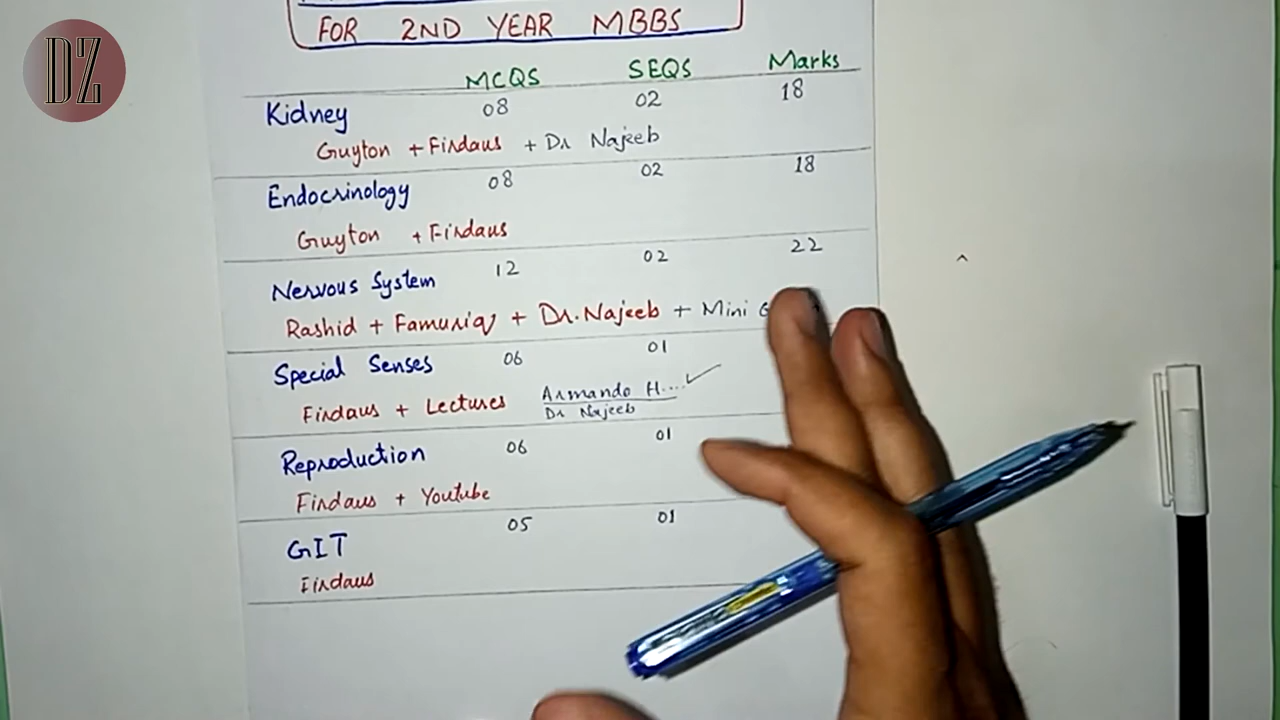 DZ
FOR 2ND YEAR MBBS
MCQS SEQS Marks
Kidney 08 02 18
Guyton + Firdaus + Dr Najeeb
Endocrinology 08 02 18
Guyton + Firdaus
Nervous System 12 02 22
Rashid + Famuriq + Dr. Najeeb + Mini
Special Senses 06 01
Firdaus + Lectures Armando H....
Dr Najeeb
Reproduction 06 01
Firdaus + Youtube
GIT 05 01
Firdaus